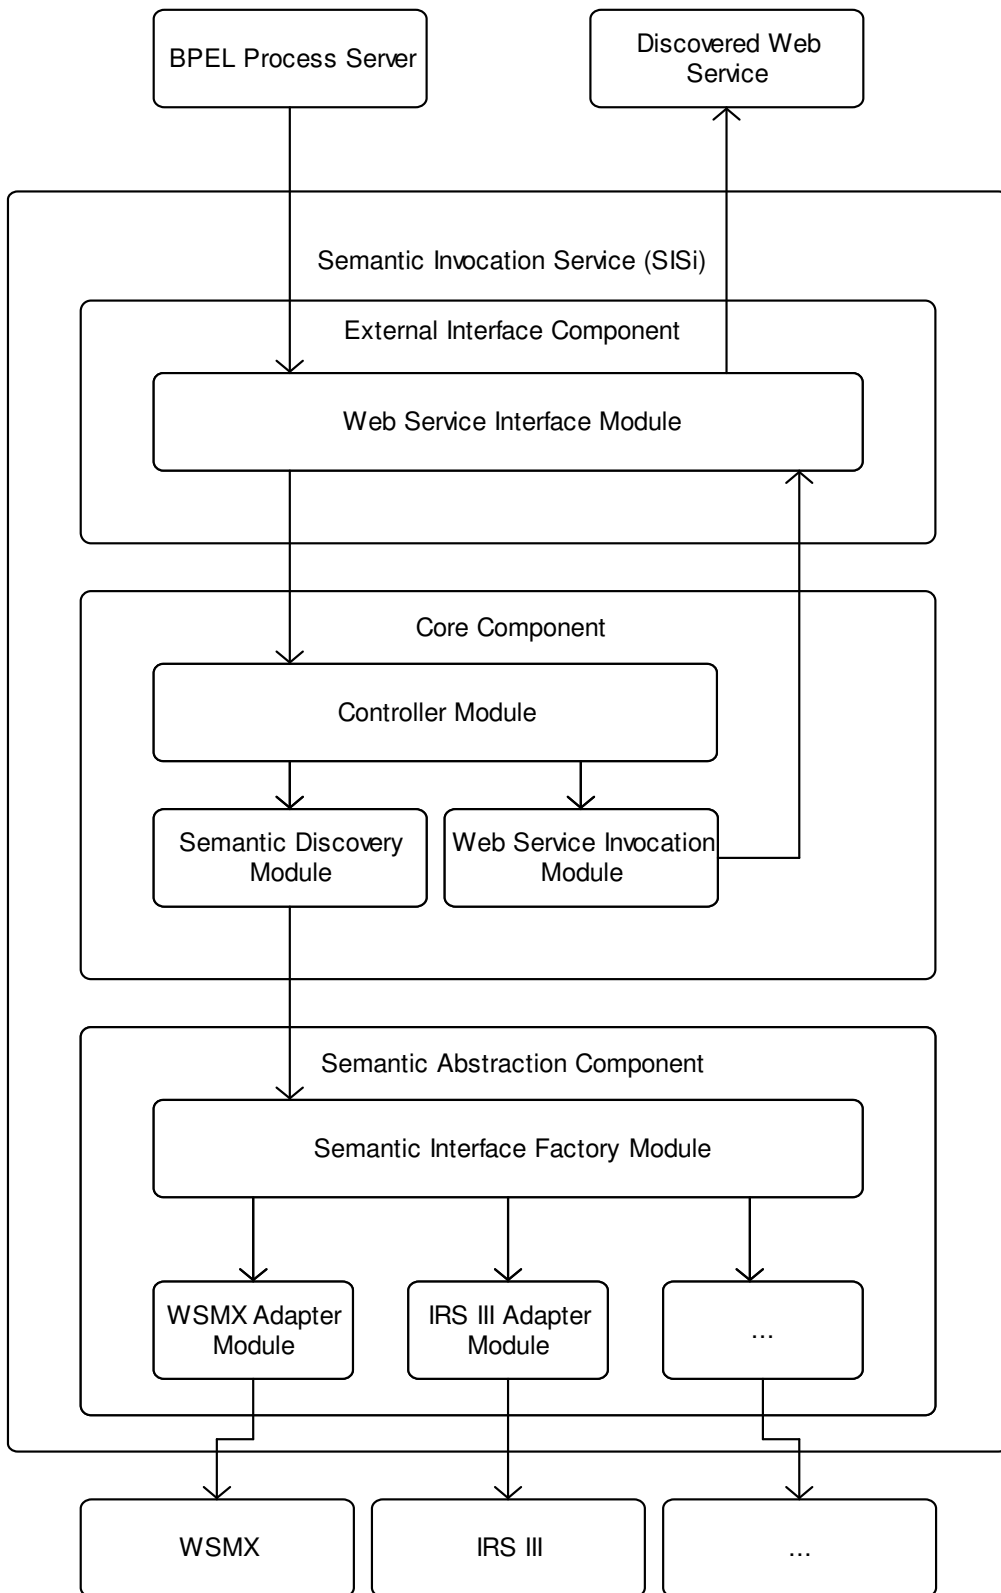 BPEL Process Server
Discovered Web
Service
Semantic Invocation Service (SISi)
External Interface Component
Web Service Interface Module
Core Component
Controller Module
Semantic Discovery
Module
Web Service Invocation
Module
Semantic Abstraction Component
Semantic Interface Factory Module
WSMX Adapter
Module
IRS III Adapter
Module
...
WSMX
IRS III
...